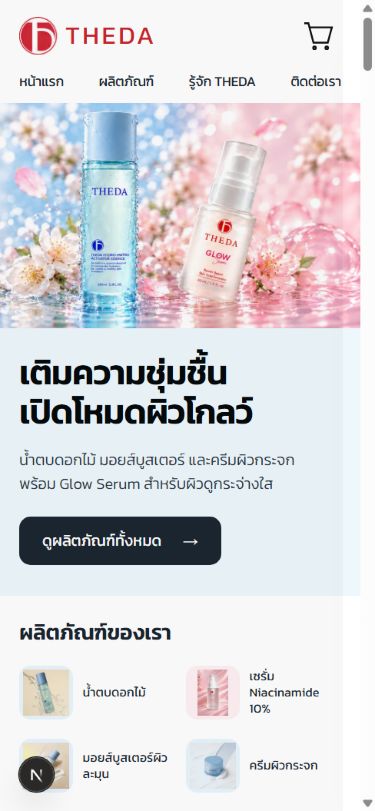 THEDA
หน้าแรก
ผลิตภัณฑ์
รู้จัก THEDA
ติดต่อเรา
THEDA
THEDA
GLOW
เติมความชุ่มชื้น
เปิดโหมดผิวโกลว์
น้ำตบดอกไม้ มอยส์บูสเตอร์ และครีมผิวกระจก
พร้อม Glow Serum สำหรับผิวดูกระจ่างใส
ดูผลิตภัณฑ์ทั้งหมด →
ผลิตภัณฑ์ของเรา
น้ำตบดอกไม้
เซรั่ม
Niacinamide
10%
มอยส์บูสเตอร์ผิว
ละมุน
ครีมผิวกระจก
N